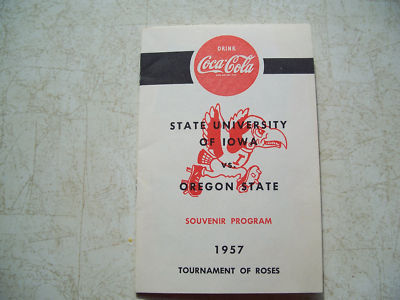 DRINK
Coca-Cola
STATE UNIVERSITY
OF IOWA
vs.
OREGON STATE
SOUVENIR PROGRAM
1957
TOURNAMENT OF ROSES